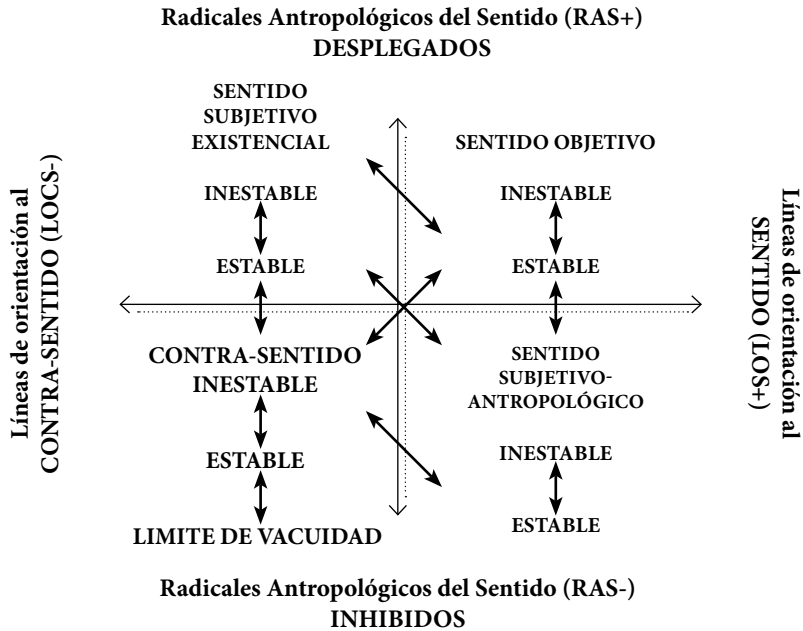 Radicales Antropológicos del Sentido (RAS+)
DESPLEGADOS
Líneas de orientación al
CONTRA-SENTIDO (LOCS-)
SENTIDO
SUBJETIVO
EXISTENCIAL
INESTABLE
ESTABLE
SENTIDO OBJETIVO
INESTABLE
ESTABLE
CONTRA-SENTIDO
INESTABLE
ESTABLE
LIMITE DE VACUIDAD
SENTIDO
SUBJETIVO-
ANTROPOLÓGICO
INESTABLE
ESTABLE
Líneas de orientación al
SENTIDO (LOS+)
Radicales Antropológicos del Sentido (RAS-)
INHIBIDOS